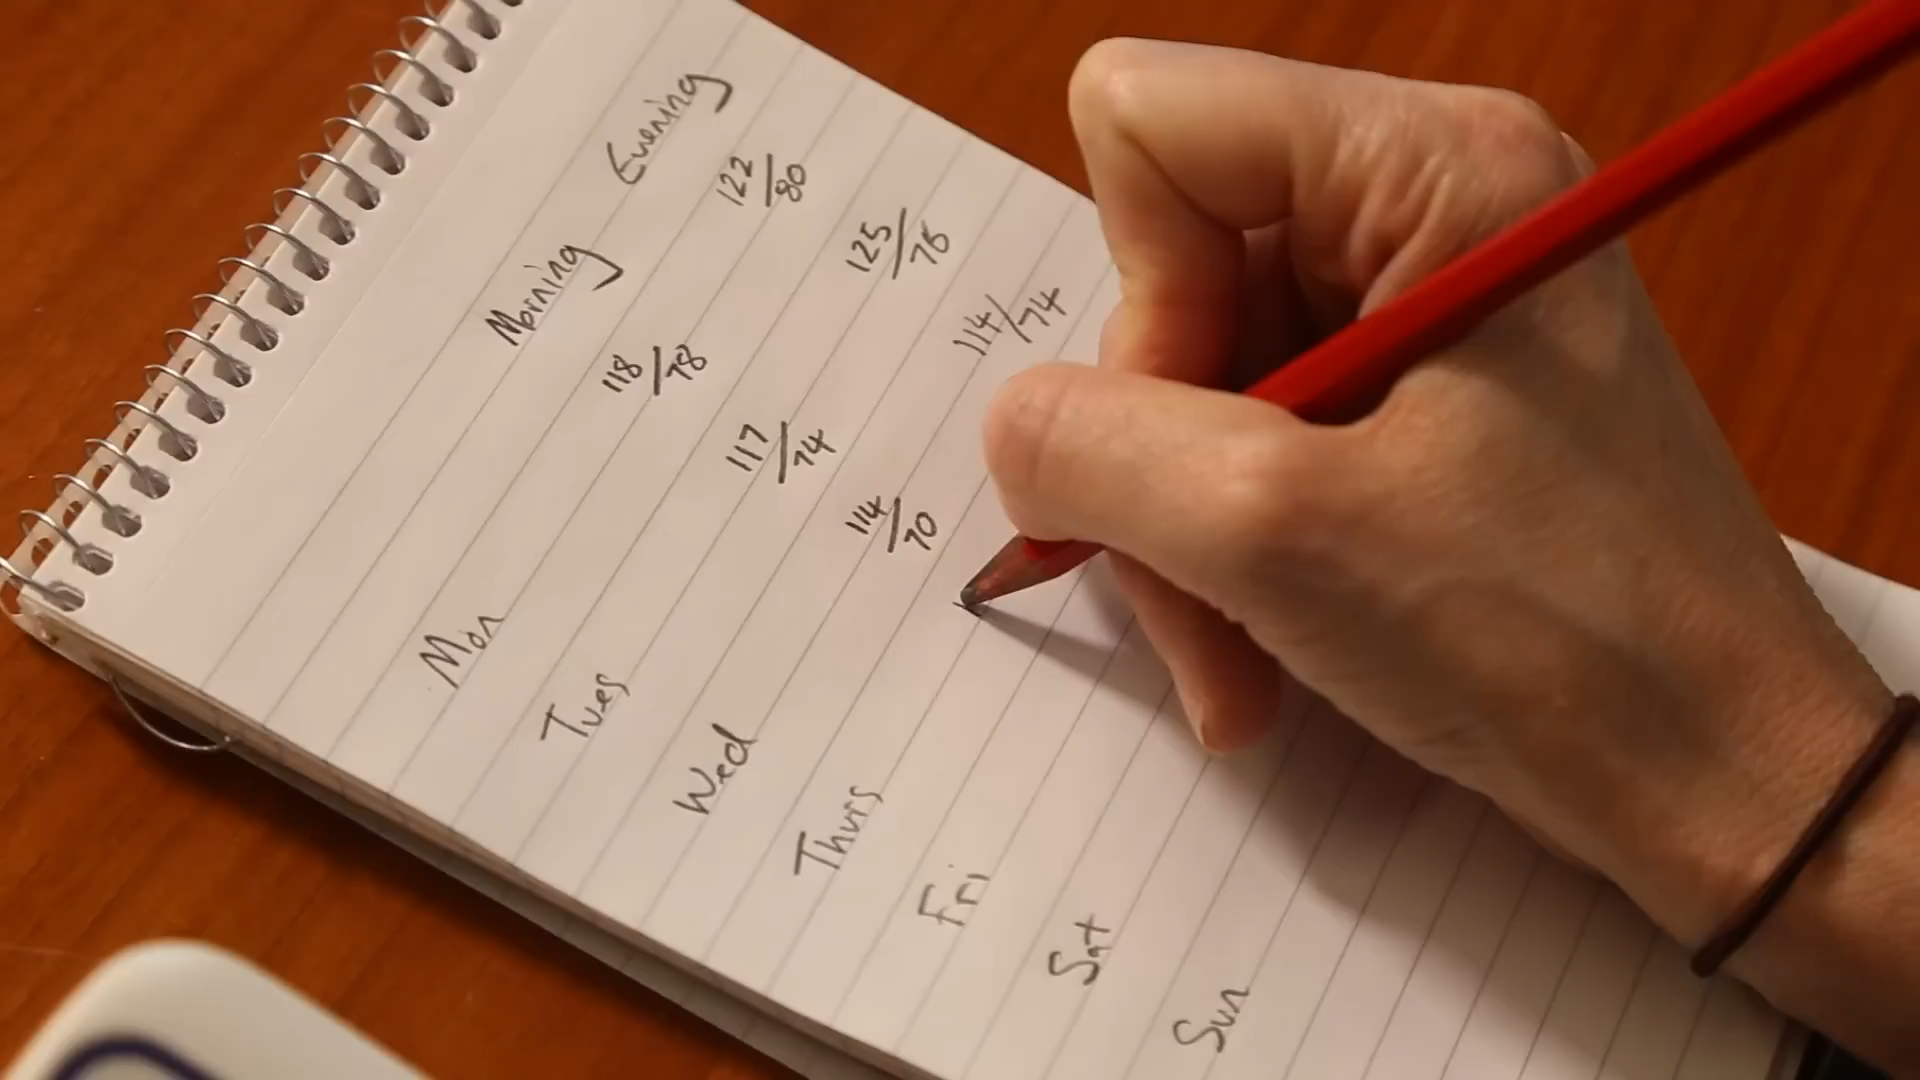 Morning Evening
Mon 118/78 122/80
Tues 117/74 125/76
Wed 114/70 114/74
Thurs
Fri
Sat
Sun